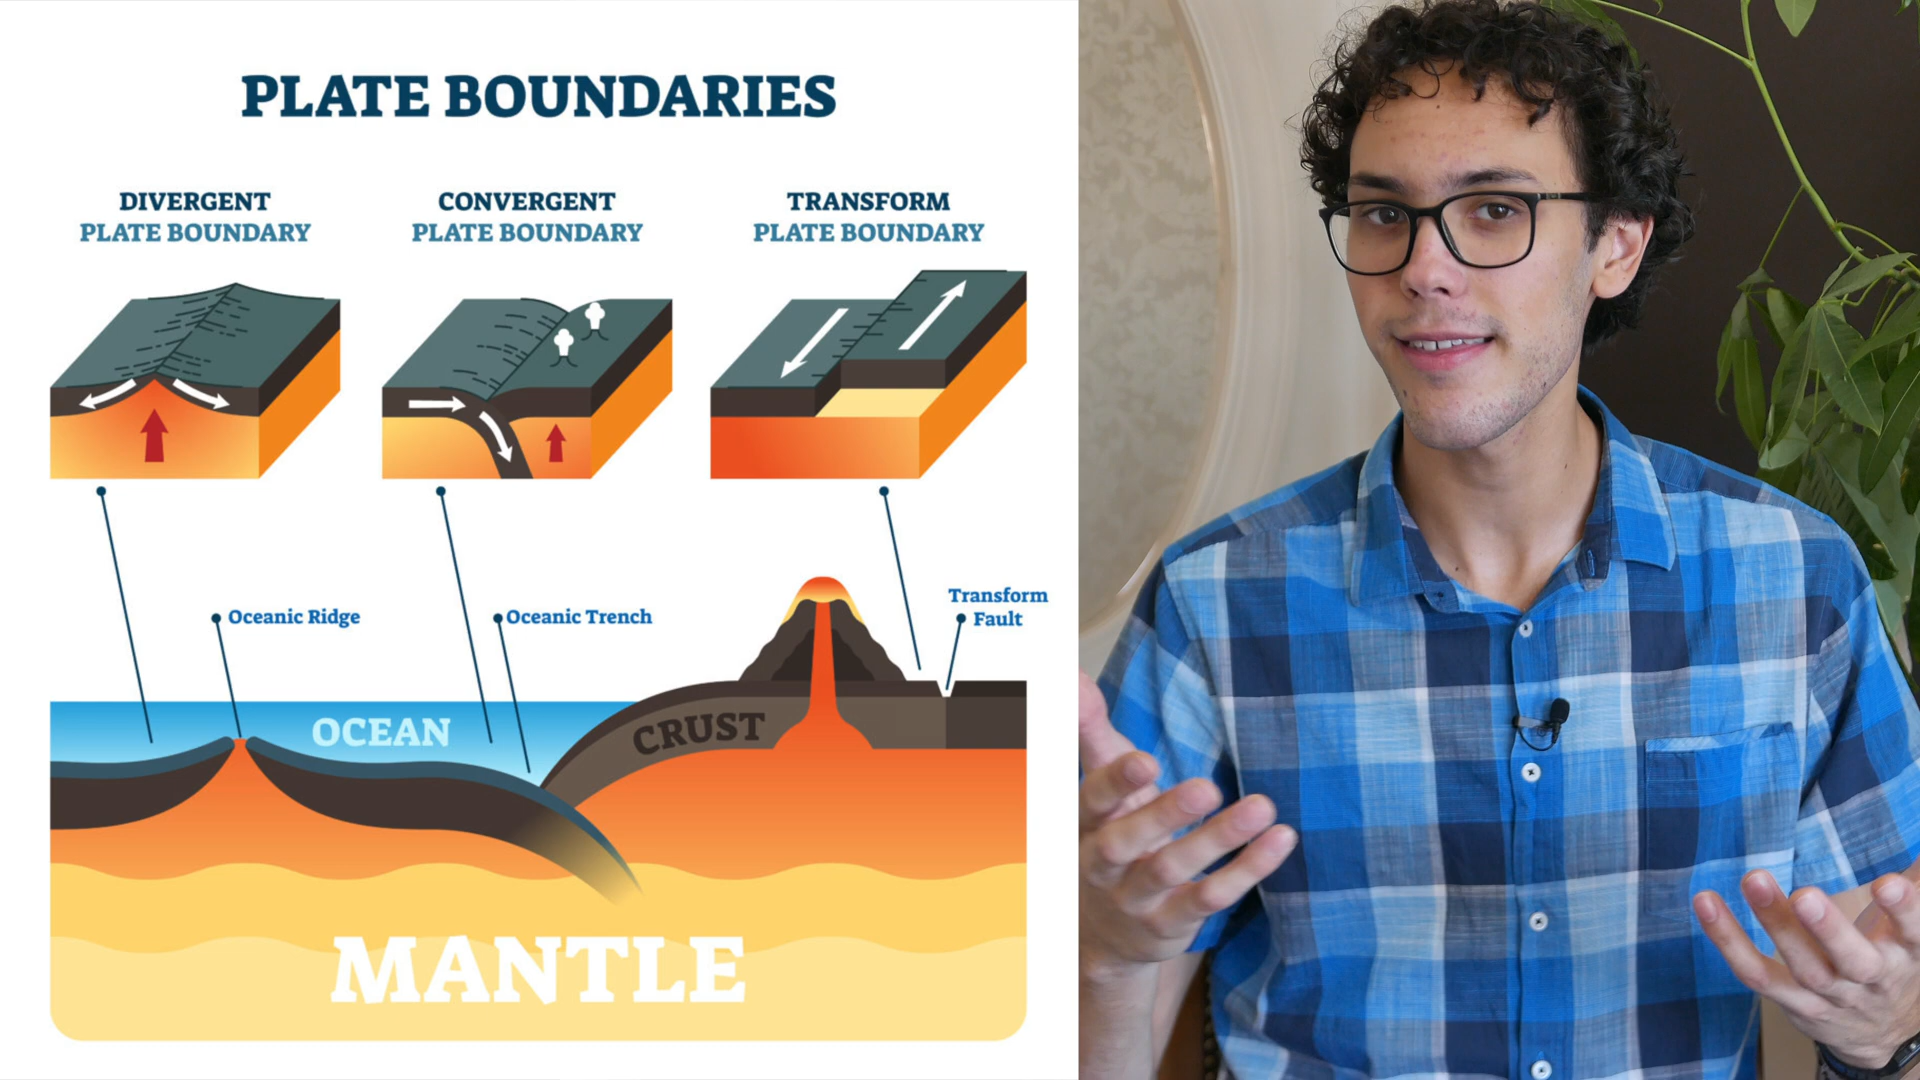 PLATE BOUNDARIES
DIVERGENT
PLATE BOUNDARY
CONVERGENT
PLATE BOUNDARY
TRANSFORM
PLATE BOUNDARY
Oceanic Ridge
Oceanic Trench
Transform
Fault
OCEAN
CRUST
MANTLE